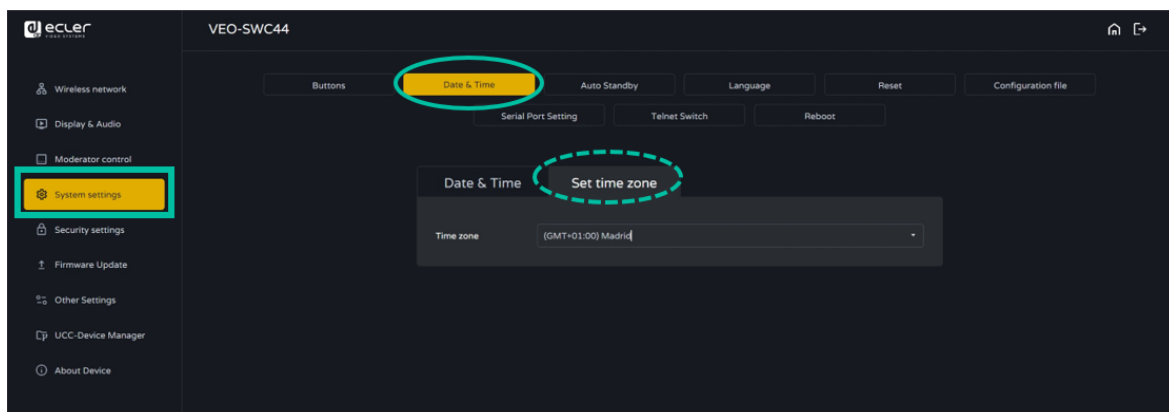 ecler
VIDEO SYSTEMS
VEO-SWC44
Wireless network
Display & Audio
Moderator control
System settings
Security settings
Firmware Update
Other Settings
UCC-Device Manager
About Device
Buttons Date & Time Auto Standby Language Reset Configuration file
Serial Port Setting Telnet Switch Reboot
Date & Time Set time zone
Time zone (GMT+01:00) Madrid